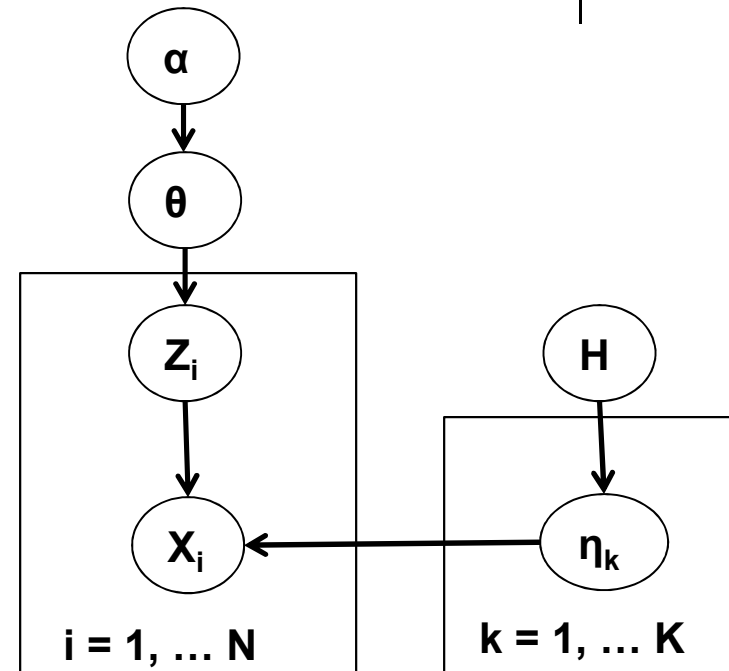 α
θ
Zᵢ
H
Xᵢ
ηₖ
i = 1, … N
k = 1, … K